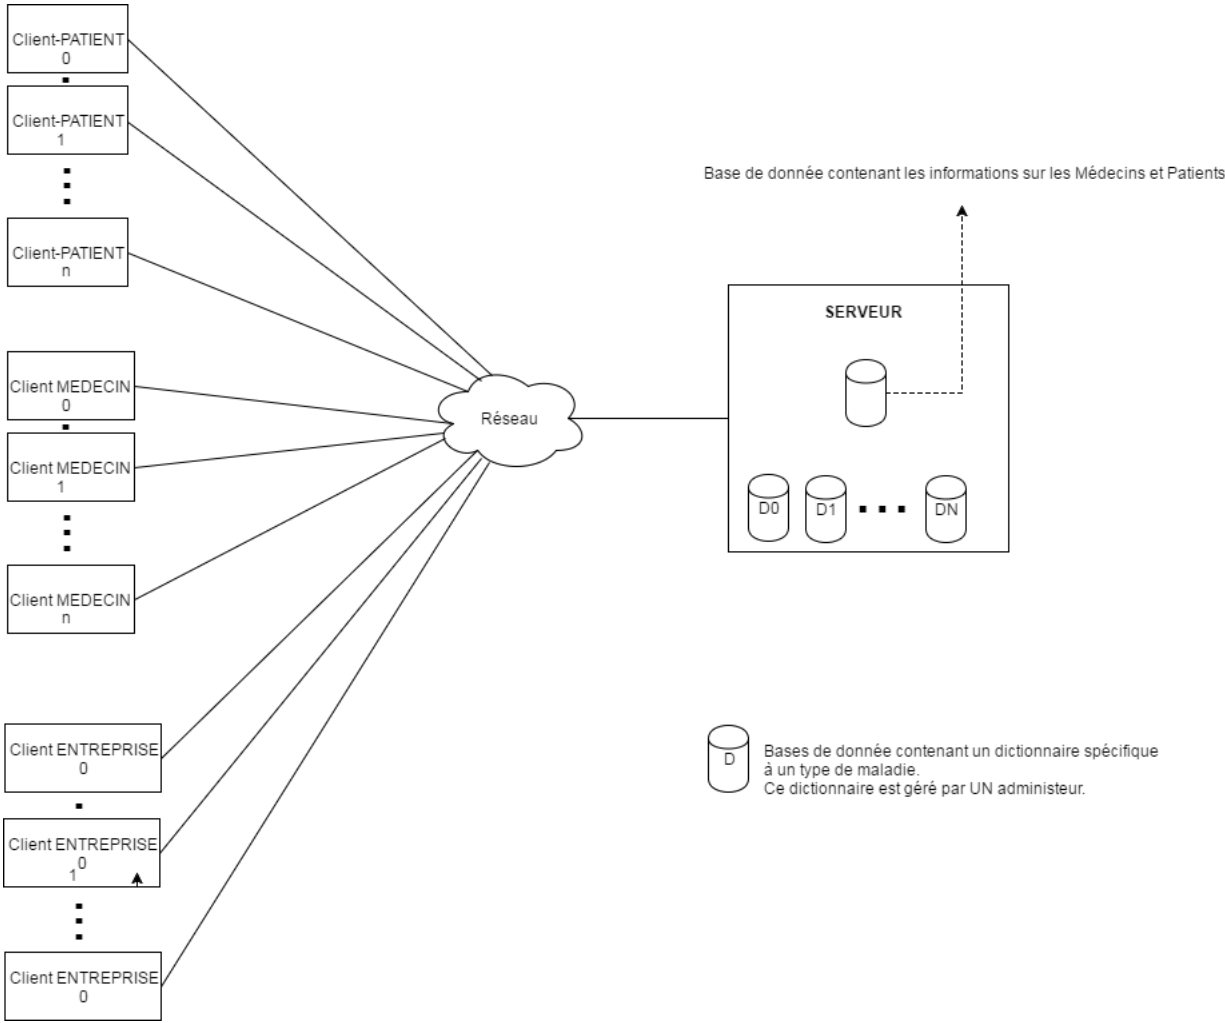 Client-PATIENT
0
Client-PATIENT
1
Client-PATIENT
n
Client MEDECIN
0
Client MEDECIN
1
Client MEDECIN
n
Client ENTREPRISE
0
Client ENTREPRISE
0
1
Client ENTREPRISE
0
Réseau
Base de donnée contenant les informations sur les Médecins et Patients
SERVEUR
D0
D1
DN
D
Bases de donnée contenant un dictionnaire spécifique
à un type de maladie.
Ce dictionnaire est géré par UN administeur.